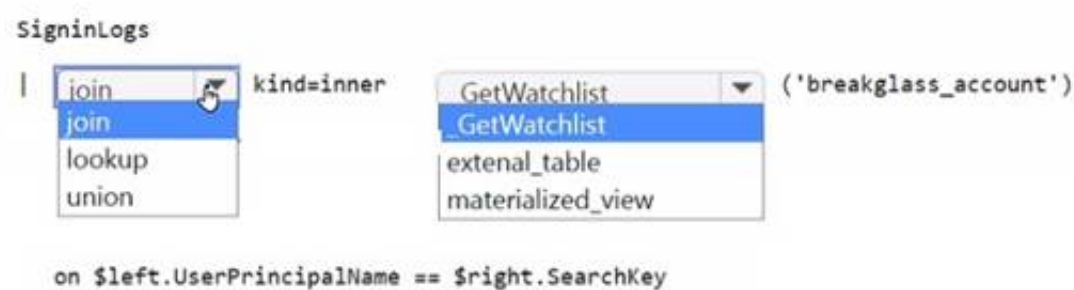 SigninLogs
| join kind=inner _GetWatchlist ('breakglass_account')
join _GetWatchlist
lookup extenal_table
union materialized_view
on $left.UserPrincipalName == $right.SearchKey